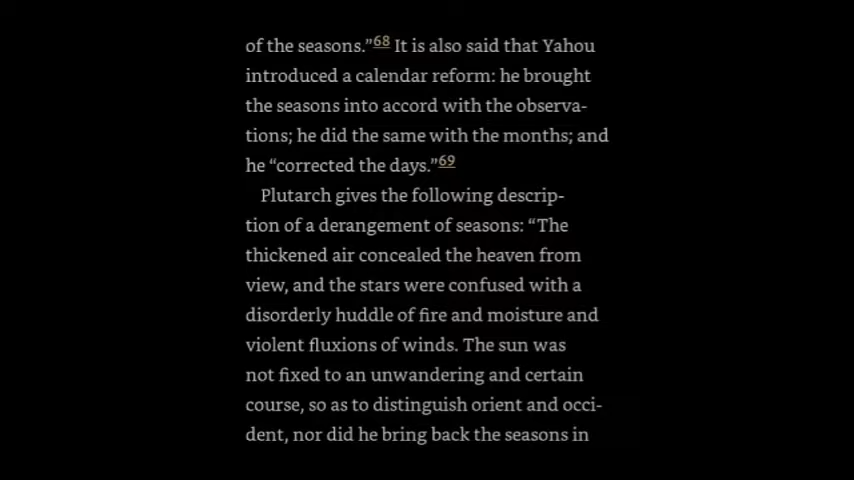 of the seasons.”68 It is also said that Yahou
introduced a calendar reform: he brought
the seasons into accord with the observa-
tions; he did the same with the months; and
he “corrected the days.”69
Plutarch gives the following descrip-
tion of a derangement of seasons: “The
thickened air concealed the heaven from
view, and the stars were confused with a
disorderly huddle of fire and moisture and
violent fluxions of winds. The sun was
not fixed to an unwandering and certain
course, so as to distinguish orient and occi-
dent, nor did he bring back the seasons in